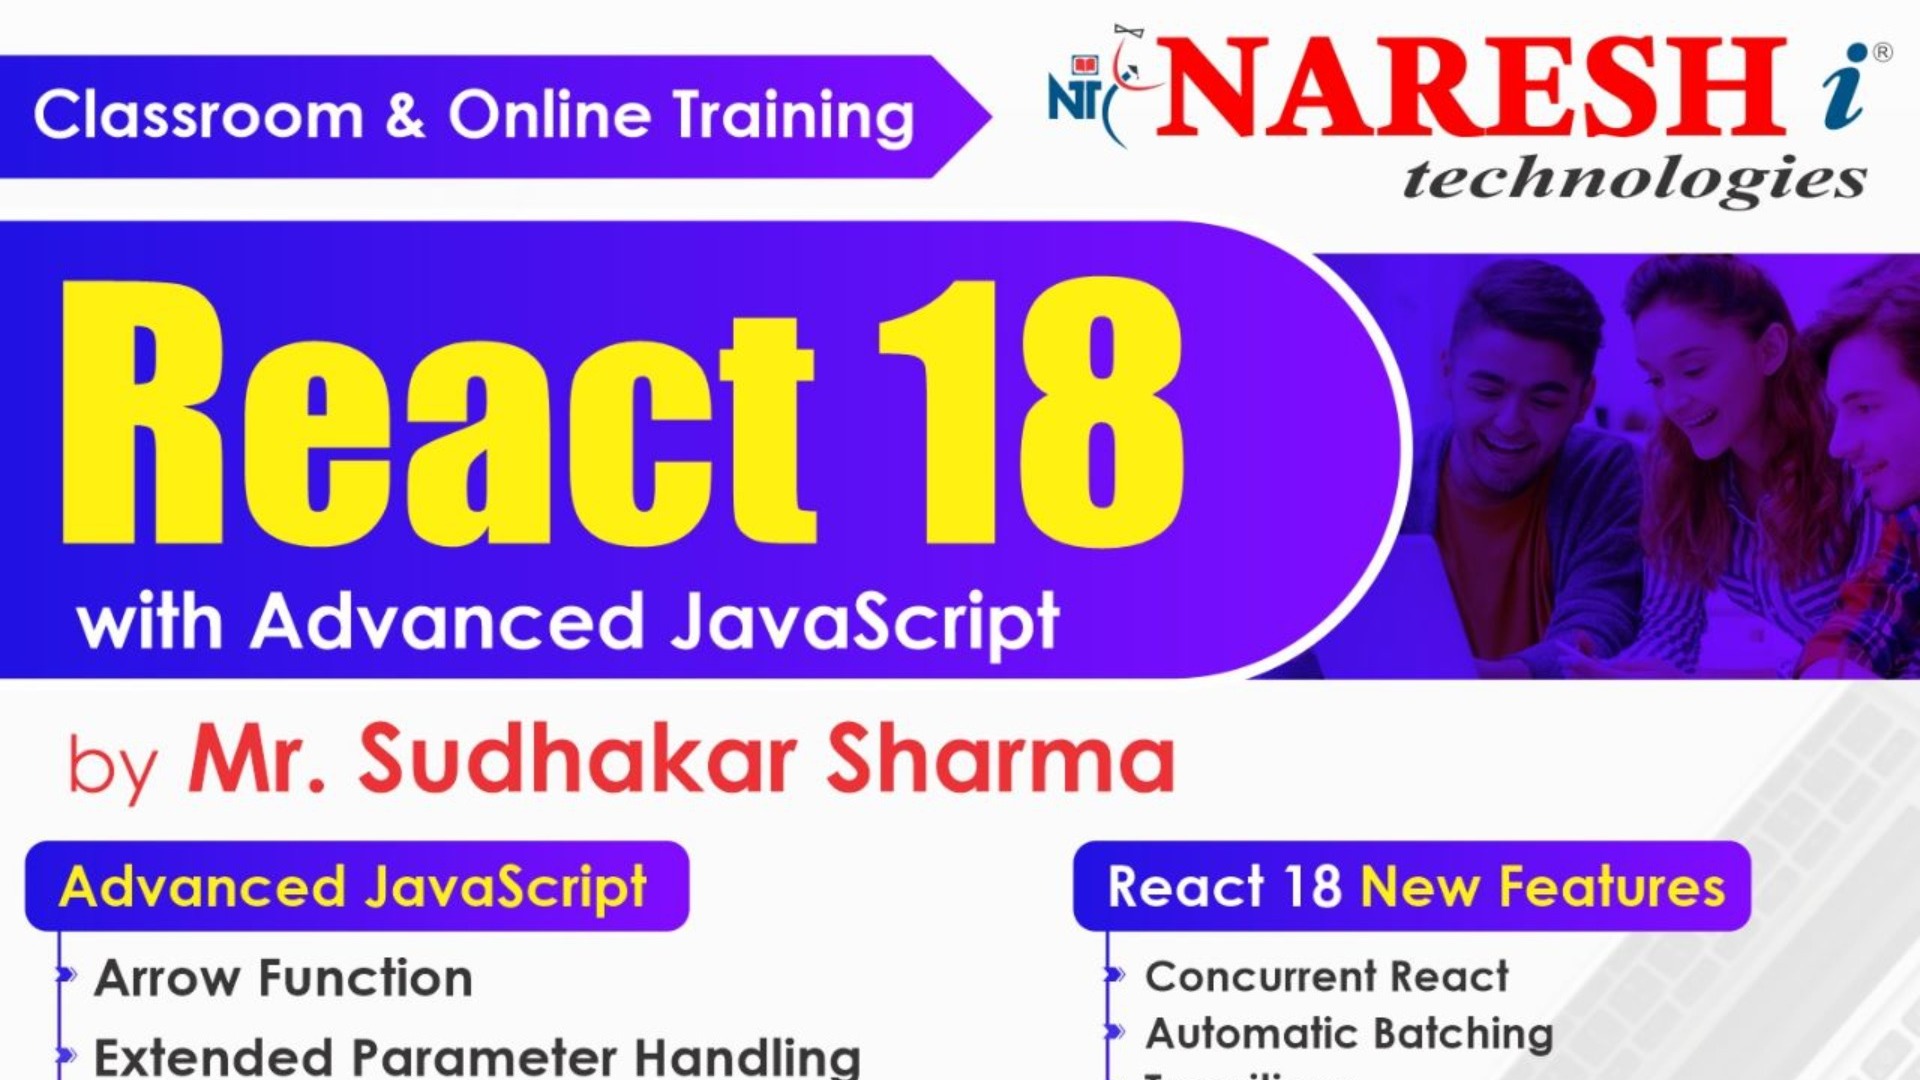 Classroom & Online Training
NT
NARESH i ®
technologies
React 18
with Advanced JavaScript
by Mr. Sudhakar Sharma
Advanced JavaScript
Arrow Function
Extended Parameter Handling
React 18 New Features
Concurrent React
Automatic Batching